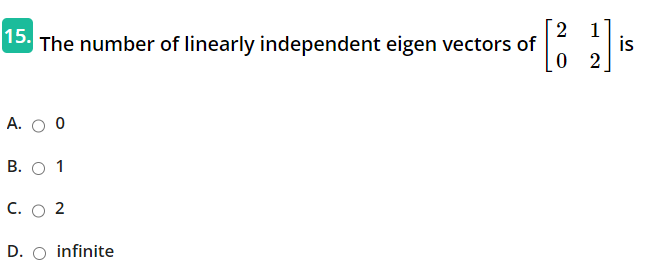 15. The number of linearly independent eigen vectors of [2 1
0 2] is
A. 0
B. 1
C. 2
D. infinite